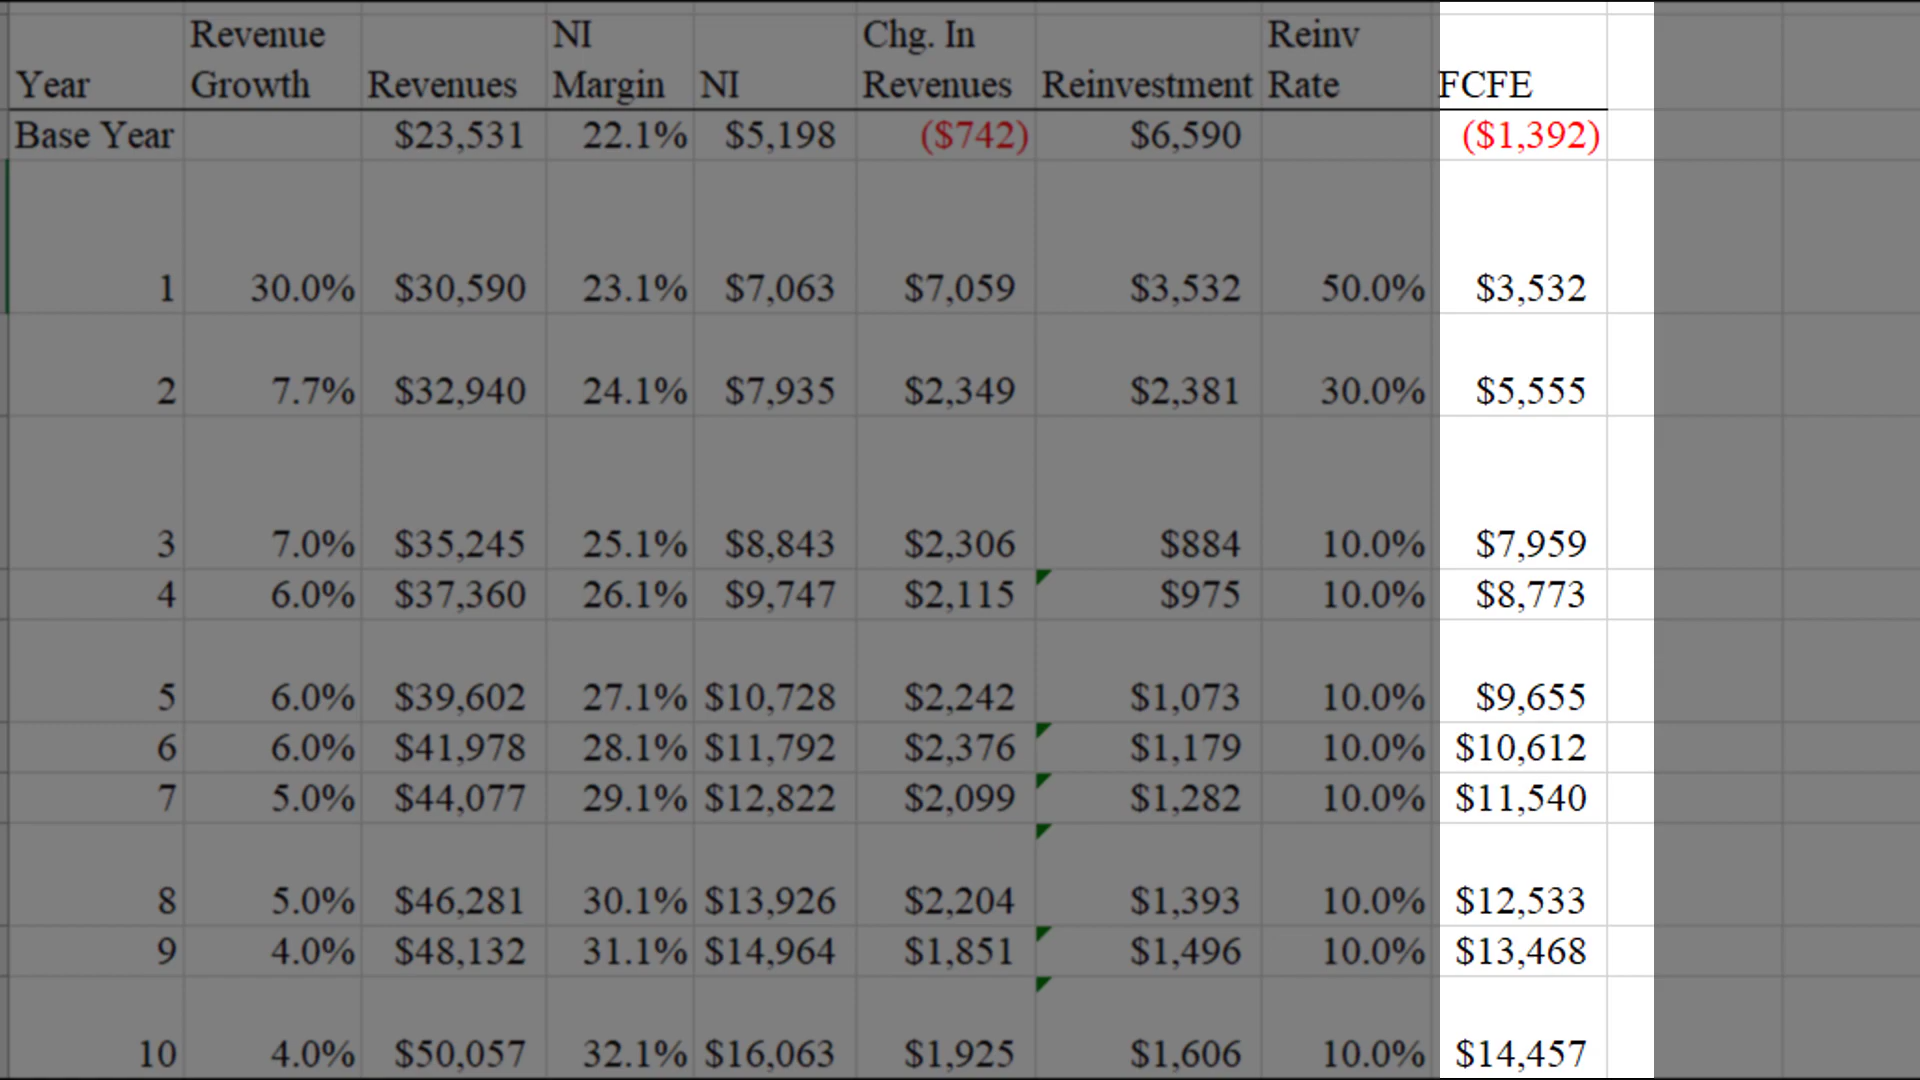 Year Revenue Growth Revenues NI Margin NI Chg. In Revenues Reinvestment Reinv Rate FCFE
Base Year $23,531 22.1% $5,198 ($742) $6,590 ($1,392)
1 30.0% $30,590 23.1% $7,063 $7,059 $3,532 50.0% $3,532
2 7.7% $32,940 24.1% $7,935 $2,349 $2,381 30.0% $5,555
3 7.0% $35,245 25.1% $8,843 $2,306 $884 10.0% $7,959
4 6.0% $37,360 26.1% $9,747 $2,115 $975 10.0% $8,773
5 6.0% $39,602 27.1% $10,728 $2,242 $1,073 10.0% $9,655
6 6.0% $41,978 28.1% $11,792 $2,376 $1,179 10.0% $10,612
7 5.0% $44,077 29.1% $12,822 $2,099 $1,282 10.0% $11,540
8 5.0% $46,281 30.1% $13,926 $2,204 $1,393 10.0% $12,533
9 4.0% $48,132 31.1% $14,964 $1,851 $1,496 10.0% $13,468
10 4.0% $50,057 32.1% $16,063 $1,925 $1,606 10.0% $14,457